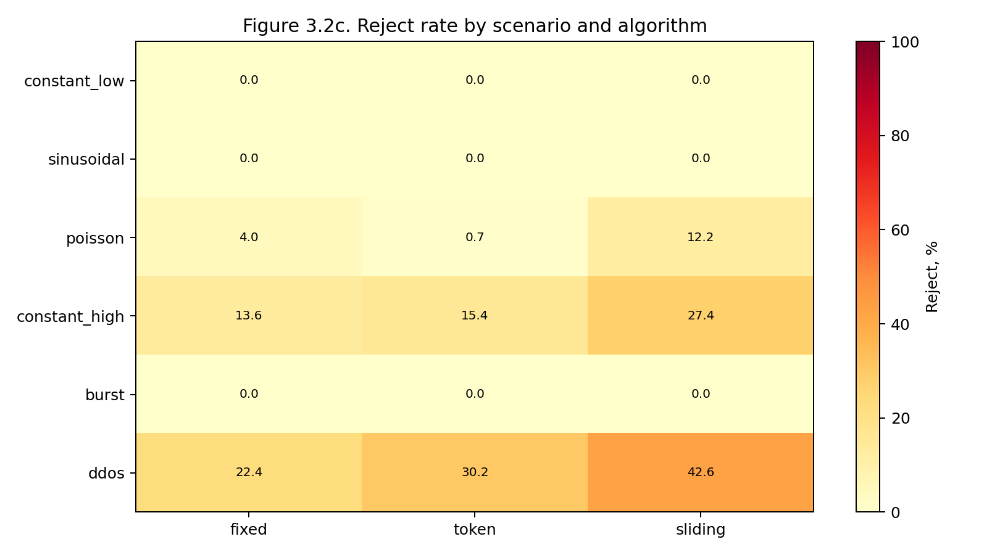 Figure 3.2c. Reject rate by scenario and algorithm
constant_low 0.0 0.0 0.0
sinusoidal 0.0 0.0 0.0
poisson 4.0 0.7 12.2
constant_high 13.6 15.4 27.4
burst 0.0 0.0 0.0
ddos 22.4 30.2 42.6
fixed token sliding
100
80
60
40
20
0
Reject, %